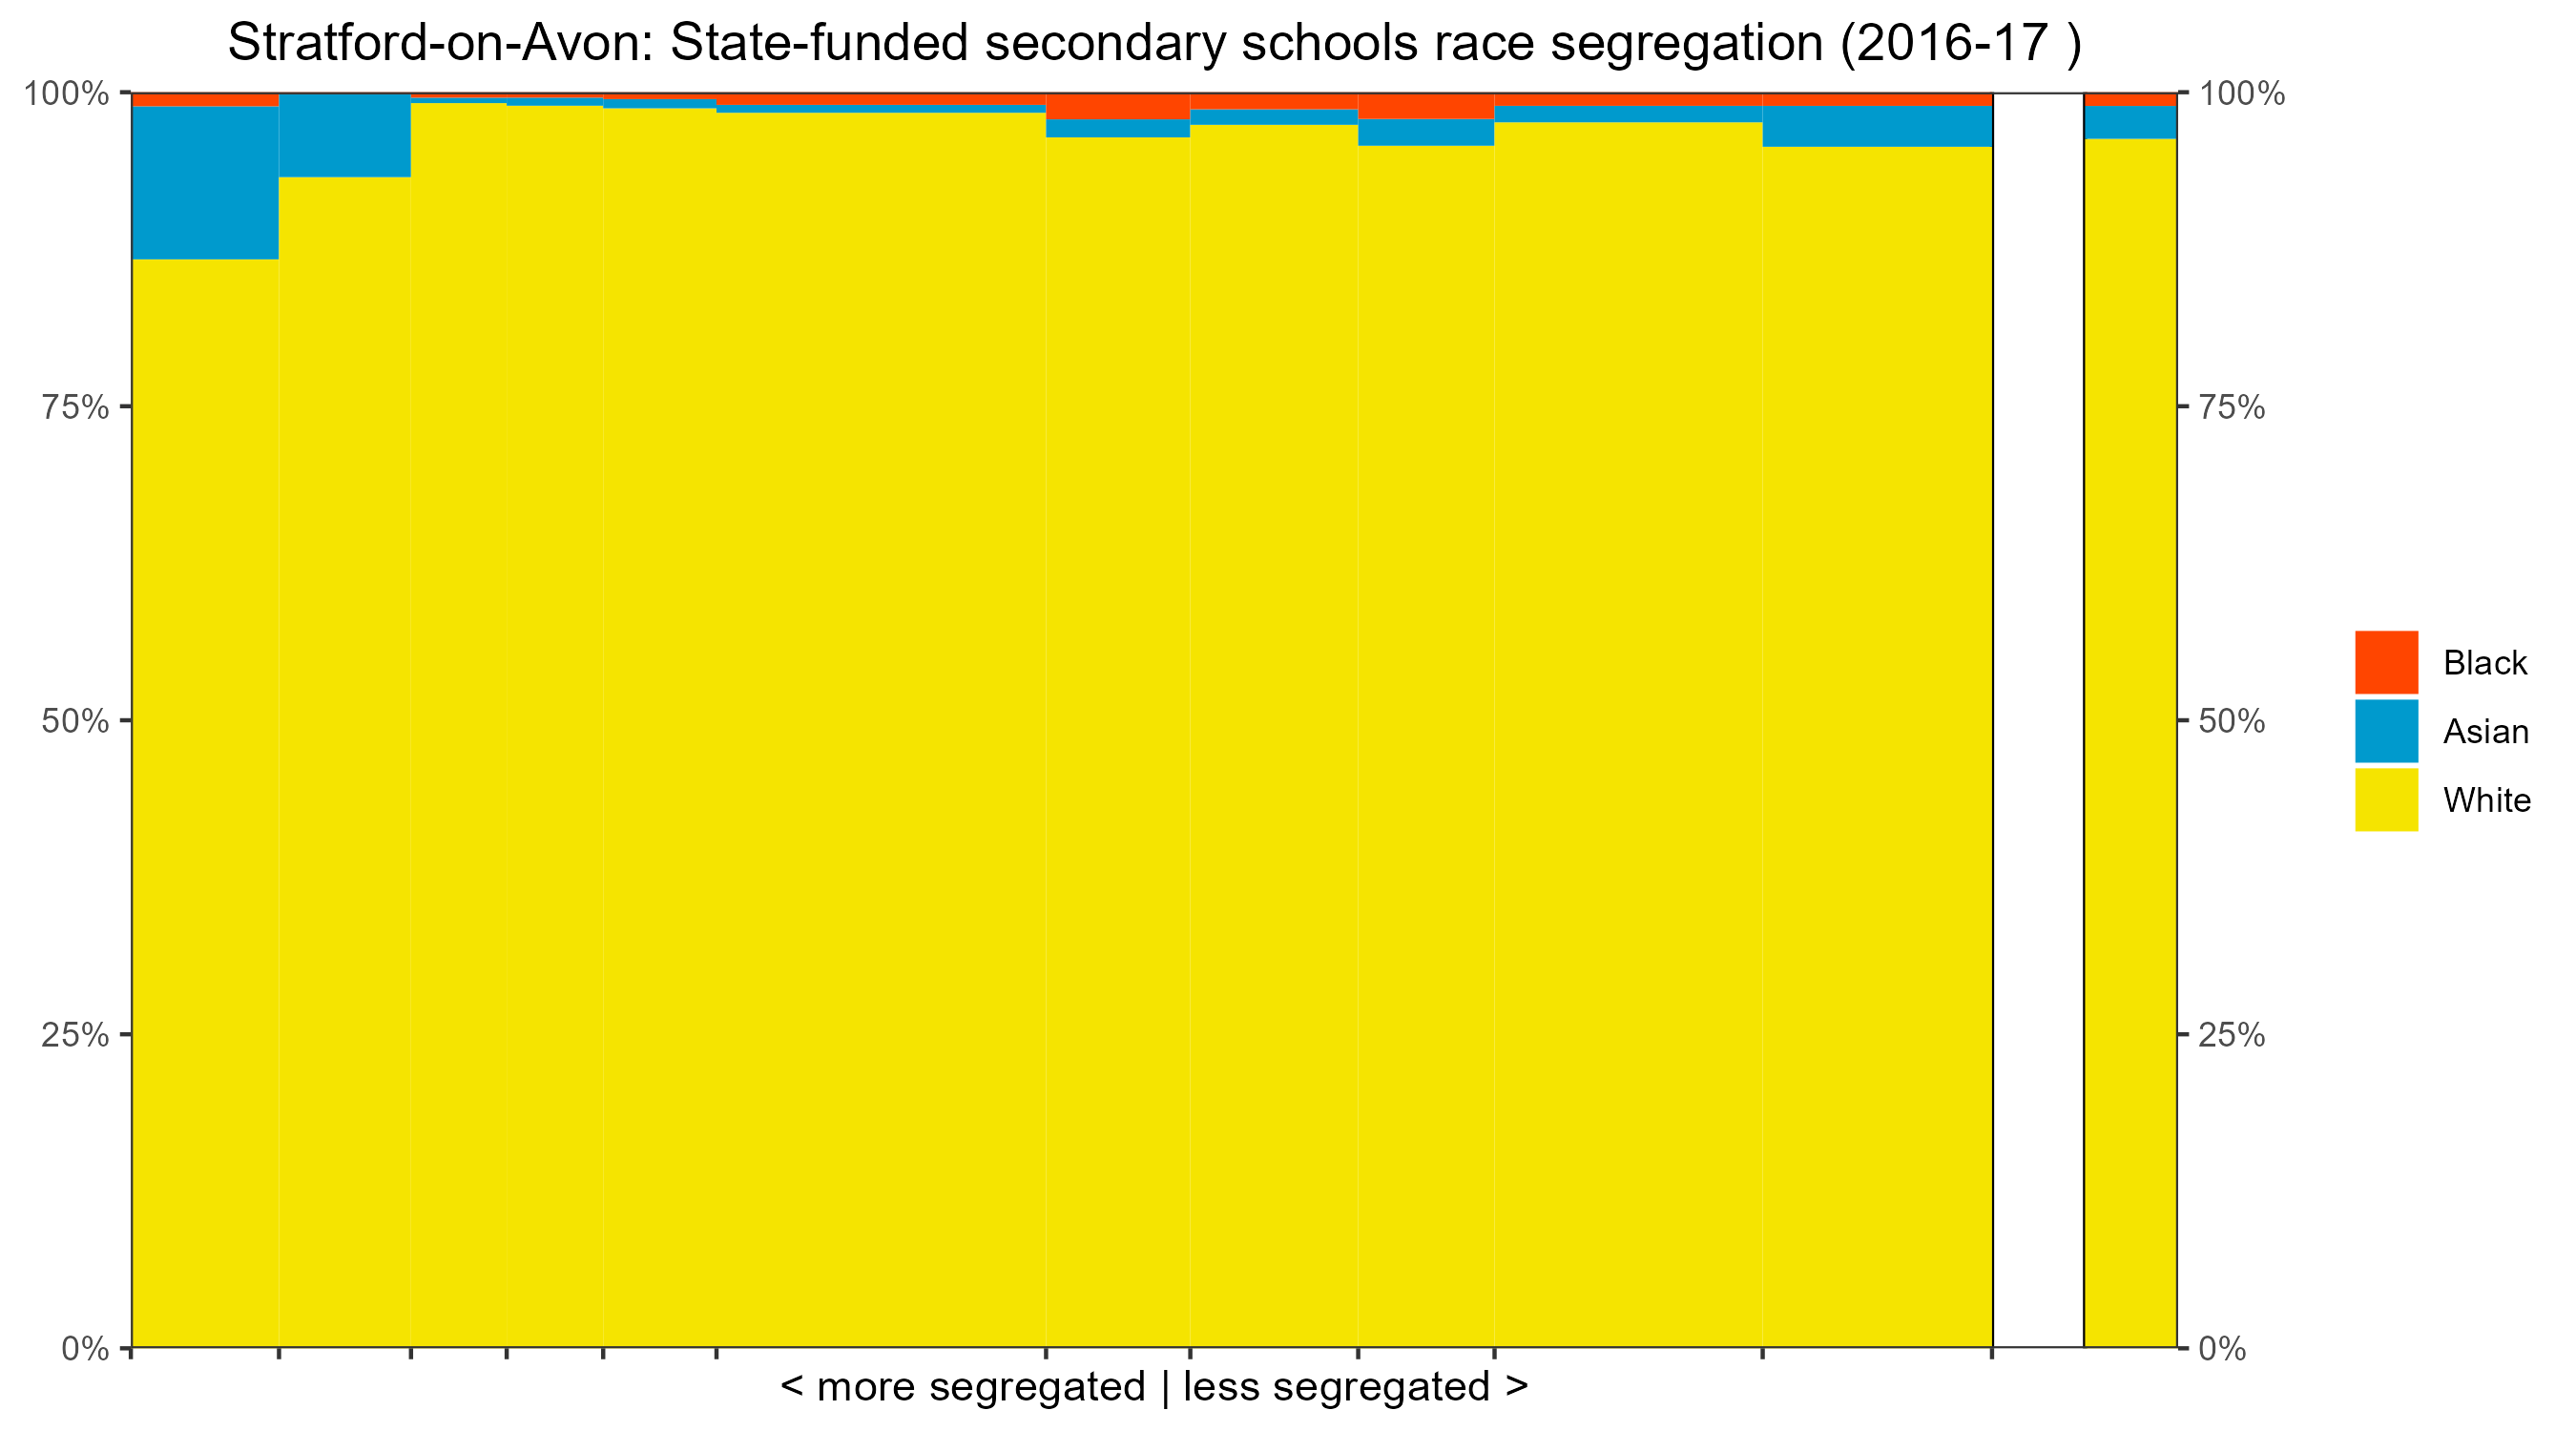 Stratford-on-Avon: State-funded secondary schools race segregation (2016-17 )
100%
75%
50%
25%
0%
100%
75%
50%
25%
0%
Black
Asian
White
< more segregated | less segregated >